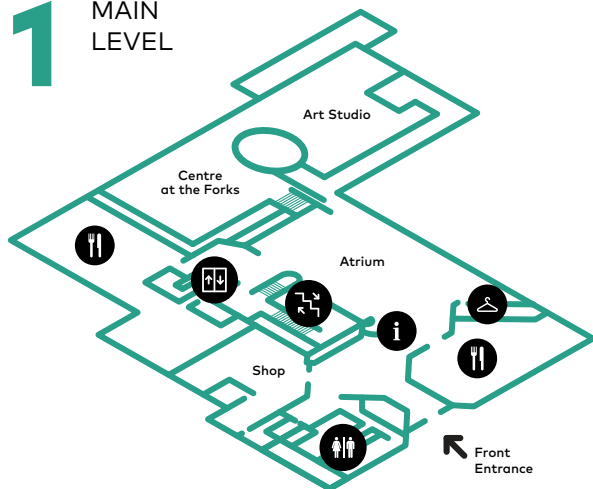 1
MAIN
LEVEL
Art Studio
Centre
at the Forks
Atrium
i
Shop
Front
Entrance